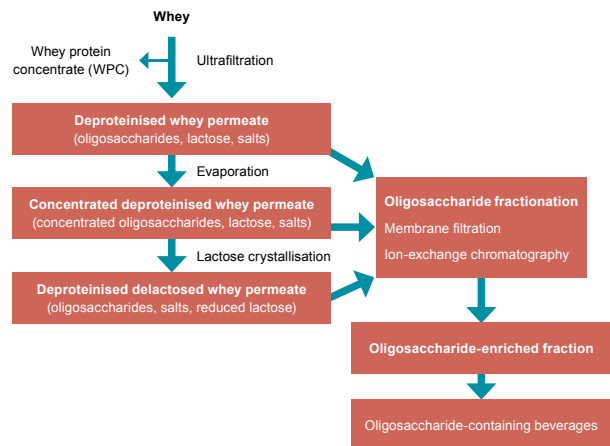 Whey
Whey protein
concentrate (WPC)
Ultrafiltration
Deproteinised whey permeate
(oligosaccharides, lactose, salts)
Evaporation
Concentrated deproteinised whey permeate
(concentrated oligosaccharides, lactose, salts)
Lactose crystallisation
Deproteinised delactosed whey permeate
(oligosaccharides, salts, reduced lactose)
Oligosaccharide fractionation
Membrane filtration
Ion-exchange chromatography
Oligosaccharide-enriched fraction
Oligosaccharide-containing beverages